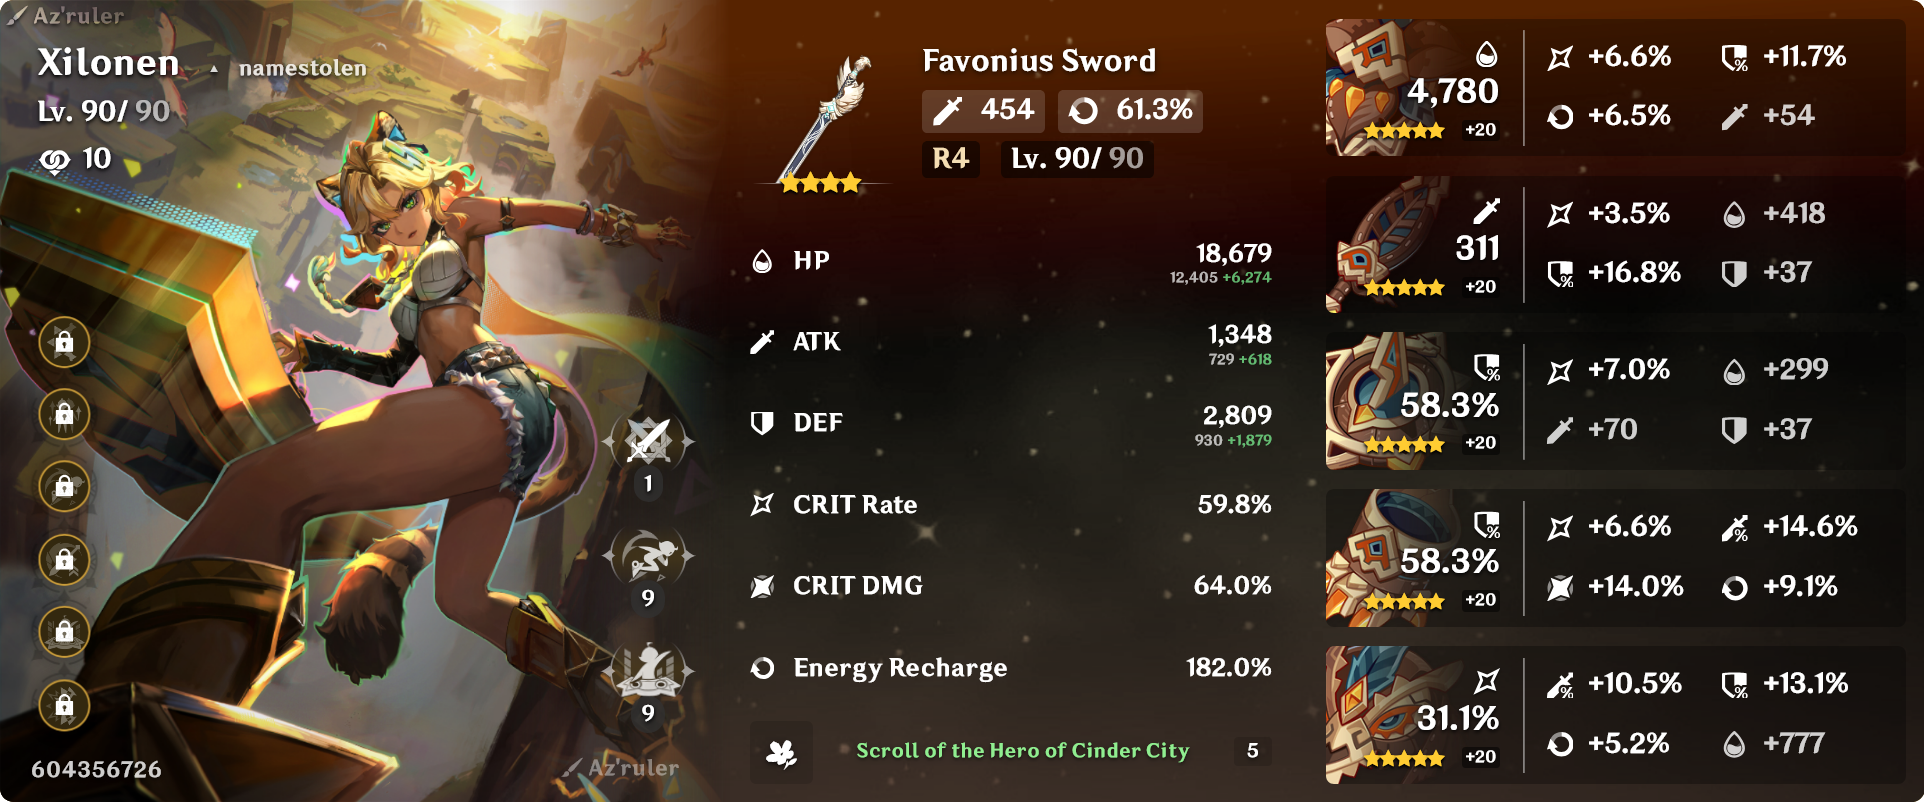 Az'ruler
Xilonen ▲ namestolen
Lv. 90/ 90
10
1
9
9
604356726
Az'ruler
Favonius Sword
454 61.3%
R4 Lv. 90/ 90
HP 18,679
12,405 +6,274
ATK 1,348
729 +618
DEF 2,809
930 +1,879
CRIT Rate 59.8%
CRIT DMG 64.0%
Energy Recharge 182.0%
Scroll of the Hero of Cinder City 5
4,780
+20
+6.6% +11.7%
+6.5% +54
311
+20
+3.5% +418
+16.8% +37
58.3%
+20
+7.0% +299
+70 +37
58.3%
+20
+6.6% +14.6%
+14.0% +9.1%
31.1%
+20
+10.5% +13.1%
+5.2% +777